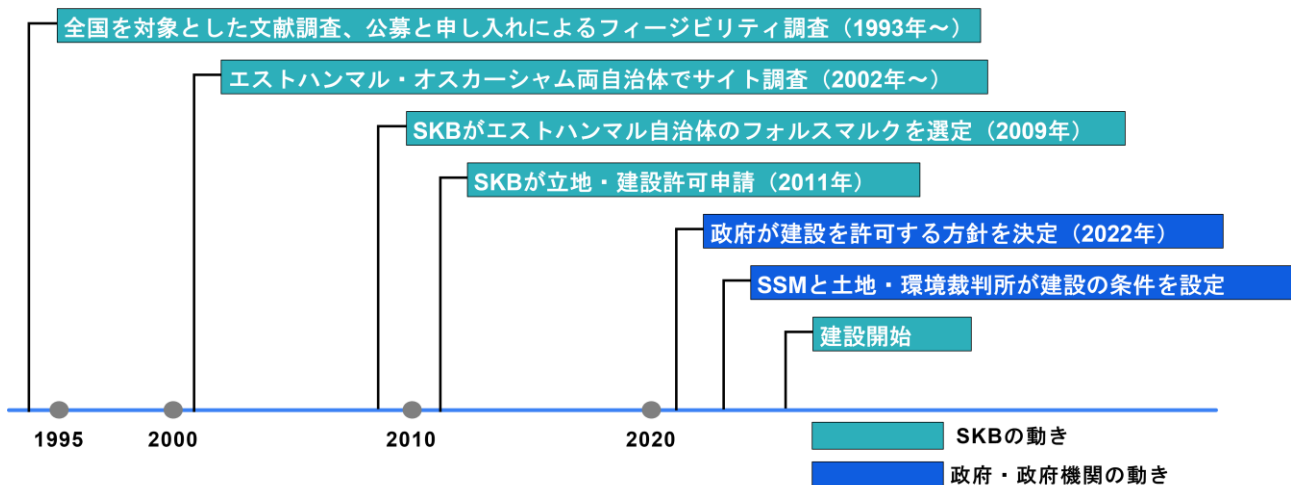 全国を対象とした文献調査、公募と申し入れによるフィージビリティ調査（1993年〜）
エストハンマル・オスカーシャム両自治体でサイト調査（2002年〜）
SKBがエストハンマル自治体のフォルスマルクを選定（2009年）
SKBが立地・建設許可申請（2011年）
政府が建設を許可する方針を決定（2022年）
SSMと土地・環境裁判所が建設の条件を設定
建設開始
1995
2000
2010
2020
SKBの動き
政府・政府機関の動き